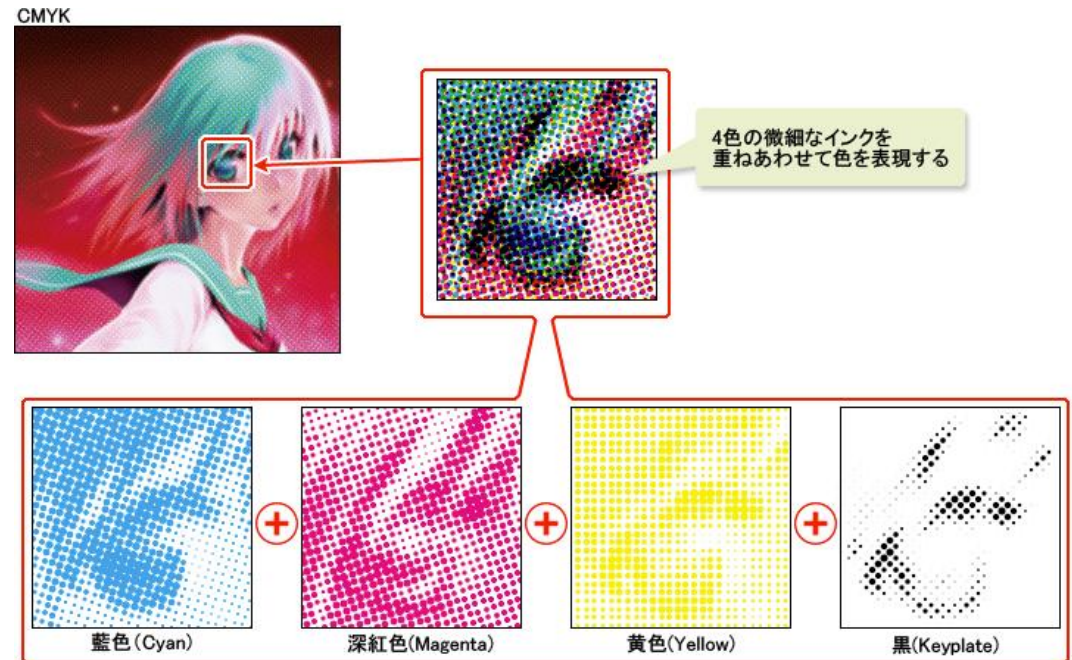 CMYK
4色の微細なインクを
重ねあわせて色を表現する
藍色(Cyan)
深紅色(Magenta)
黄色(Yellow)
黒(Keyplate)